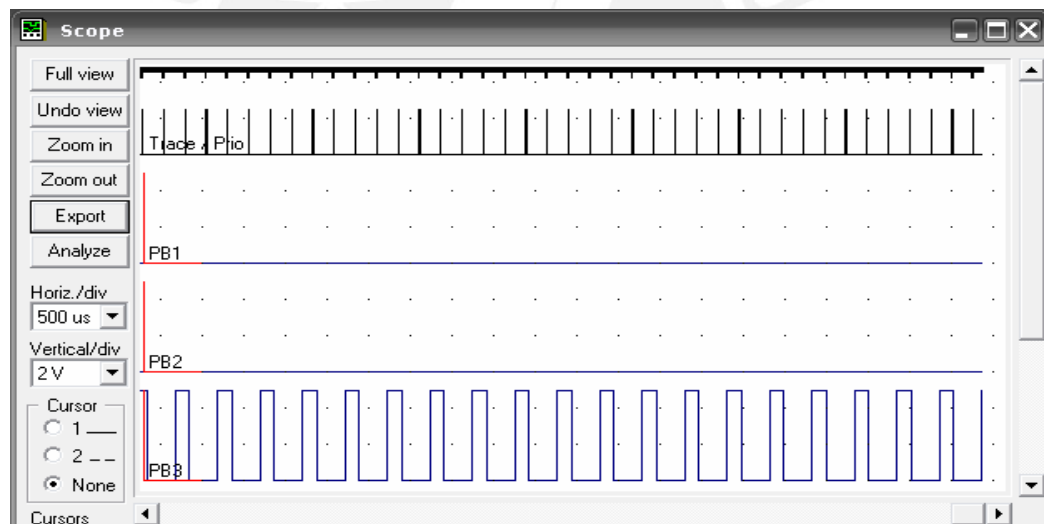 Scope
Full view
Undo view
Zoom in
Zoom out
Export
Analyze
Horiz./div
500 us
Vertical/div
2 V
Cursor
1
2
None
Cursors
Trace / Prio
PB1
PB2
PB3